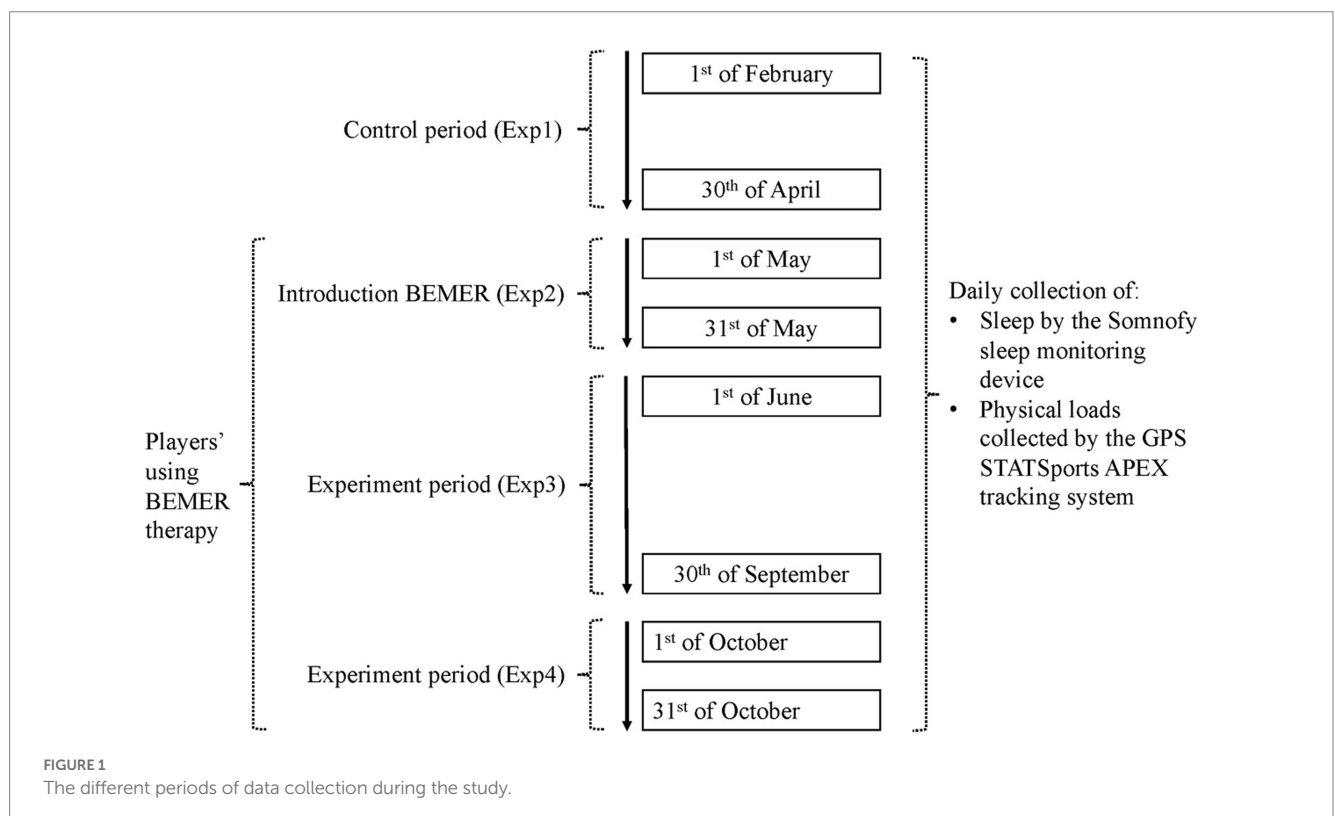 1st of February
Control period (Exp1)
30th of April
1st of May
Introduction BEMER (Exp2)
31st of May
1st of June
Players'
using
BEMER
therapy
Experiment period (Exp3)
30th of September
1st of October
Experiment period (Exp4)
31st of October
Daily collection of:
• Sleep by the Somnofy
sleep monitoring
device
• Physical loads
collected by the GPS
STATSports APEX
tracking system
FIGURE 1
The different periods of data collection during the study.